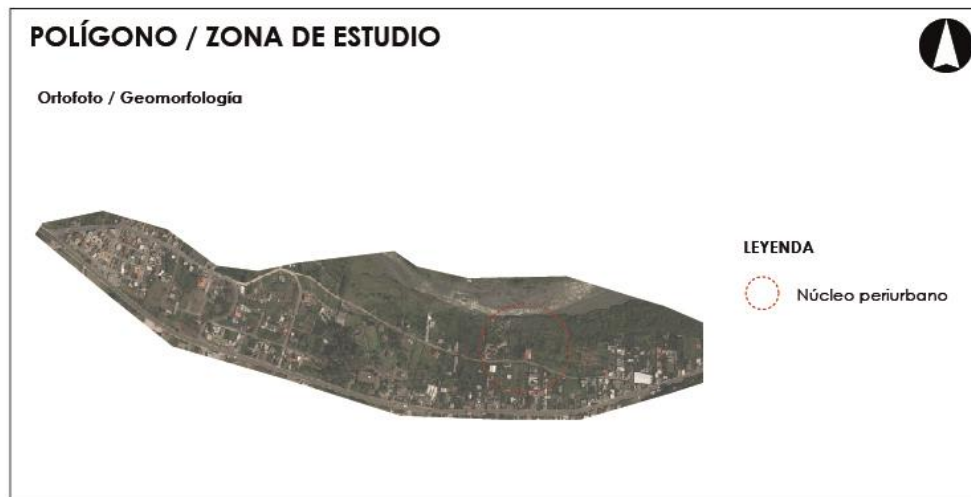 POLÍGONO / ZONA DE ESTUDIO
Ortofoto / Geomorfología
LEYENDA
Núcleo periurbano